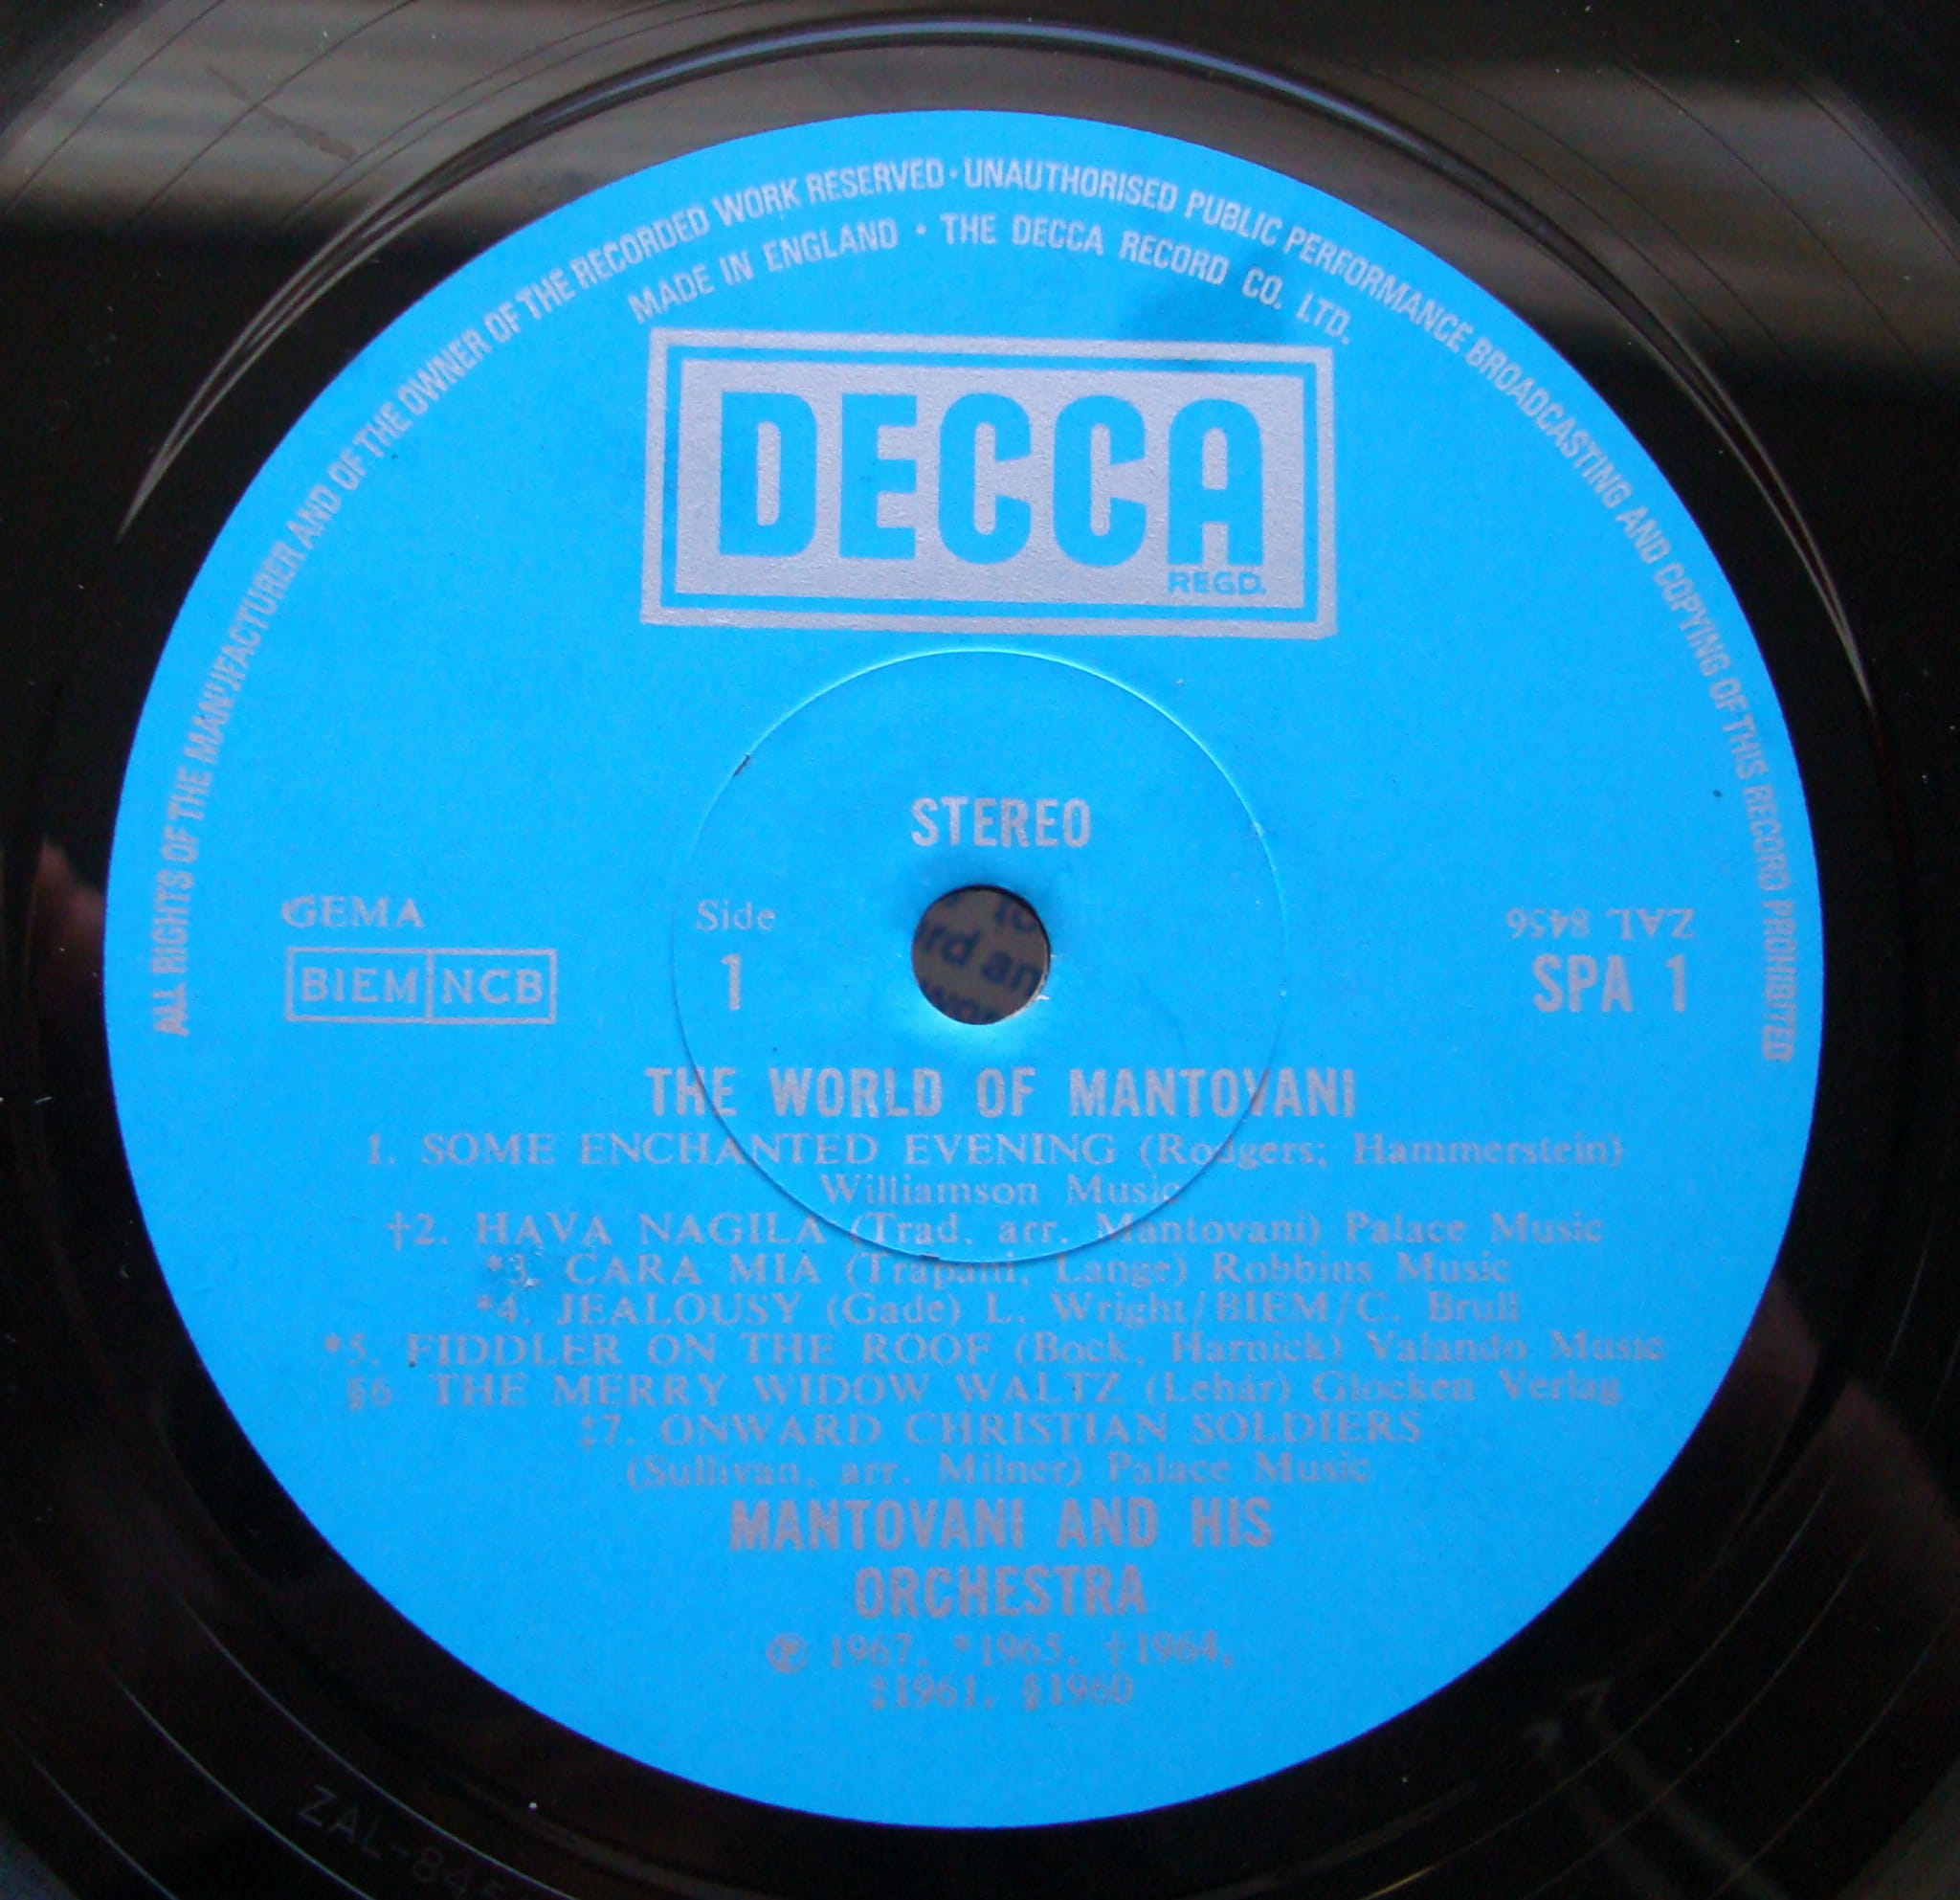 ALL RIGHTS OF THE MANUFACTURER AND OF THE OWNER OF THE RECORDED WORK RESERVED · UNAUTHORISED PUBLIC PERFORMANCE BROADCASTING AND COPYING OF THIS RECORD PROHIBITED
MADE IN ENGLAND · THE DECCA RECORD CO. LTD.
DECCA
REGD.
STEREO
GEMA
BIEM NCB
Side
1
ZAL 8456
SPA 1
THE WORLD OF MANTOVANI
1. SOME ENCHANTED EVENING (Rodgers; Hammerstein)
Williamson Music
†2. HAVA NAGILA (Trad. arr. Mantovani) Palace Music
*3. CARA MIA (Trapani, Lange) Robbins Music
*4. JEALOUSY (Gade) L. Wright/BIEM/C. Brull
*5. FIDDLER ON THE ROOF (Bock, Harnick) Valando Music
§6. THE MERRY WIDOW WALTZ (Lehár) Glocken Verlag
‡7. ONWARD CHRISTIAN SOLDIERS
(Sullivan, arr. Milner) Palace Music
MANTOVANI AND HIS
ORCHESTRA
℗ 1967, *1965, †1964,
‡1961, §1960